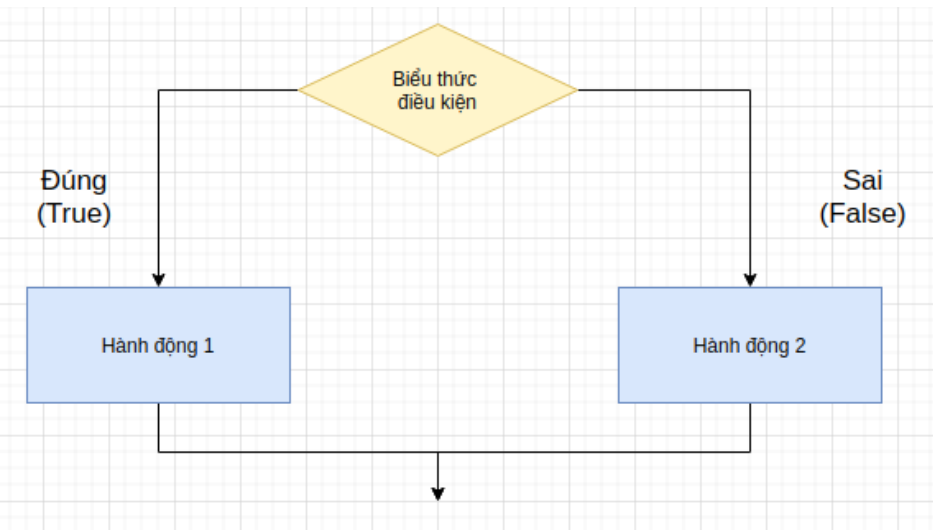 Biểu thức
điều kiện
Đúng
(True)
Sai
(False)
Hành động 1
Hành động 2